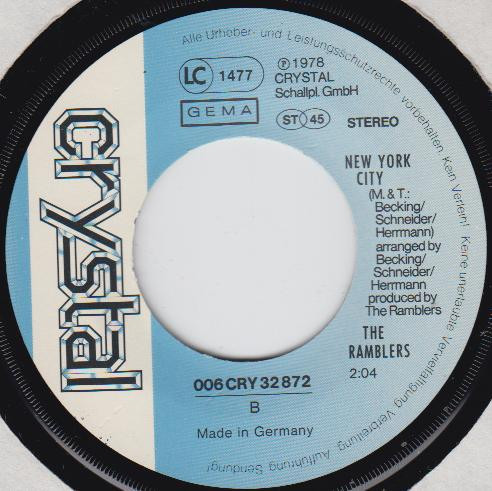 Alle Urheber- und Leistungsschutzrechte vorbehalten. Kein Verleih! Keine unerlaubte Vervielfältigung, Verbreitung, Aufführung, Sendung!
crystal
LC 1477
℗ 1978
CRYSTAL
Schallpl. GmbH
GEMA
ST 45
STEREO
NEW YORK
CITY
(M. & T.:
Becking/
Schneider/
Herrmann)
arranged by
Becking/
Schneider/
Herrmann
produced by
The Ramblers
THE
RAMBLERS
2:04
006 CRY 32 872
B
Made in Germany